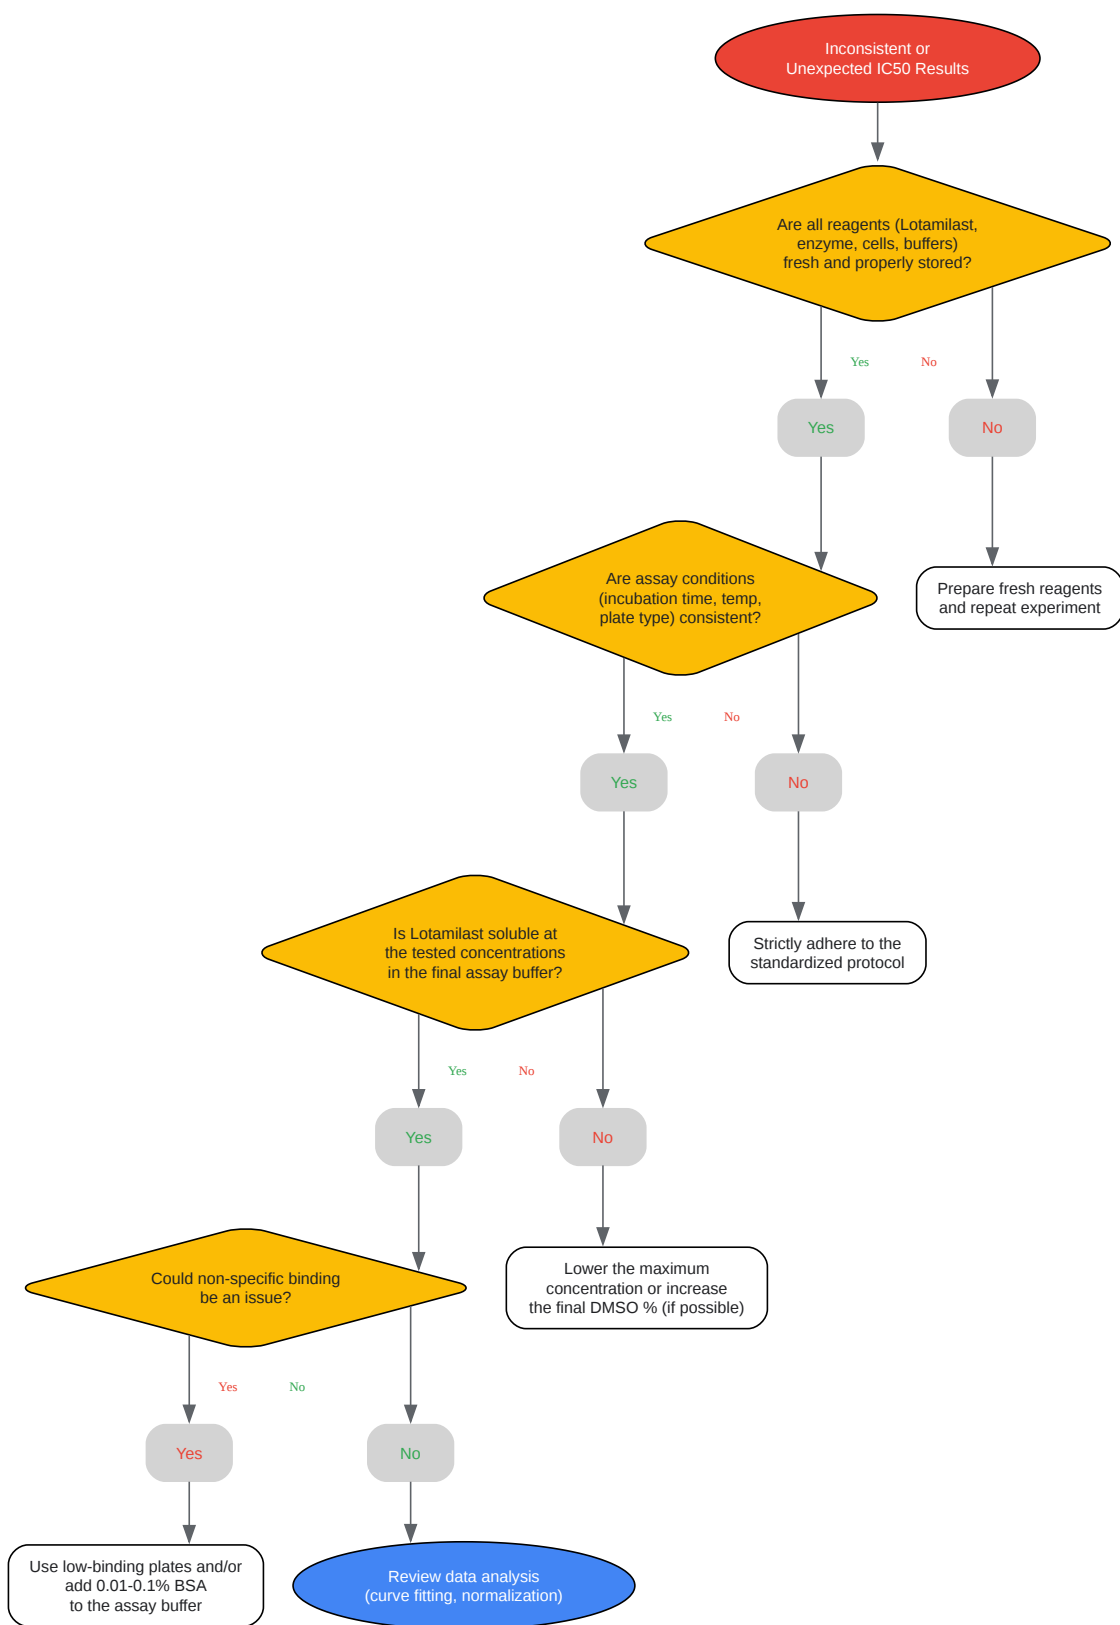 Inconsistent or
Unexpected IC50 Results
Are all reagents (Lotamilast,
enzyme, cells, buffers)
fresh and properly stored?
Yes
No
Yes
No
Are assay conditions
(incubation time, temp,
plate type) consistent?
Prepare fresh reagents
and repeat experiment
Yes
No
Yes
No
Is Lotamilast soluble at
the tested concentrations
in the final assay buffer?
Strictly adhere to the
standardized protocol
Yes
No
Yes
No
Could non-specific binding
be an issue?
Lower the maximum
concentration or increase
the final DMSO % (if possible)
Yes
No
Yes
No
Use low-binding plates and/or
add 0.01-0.1% BSA
to the assay buffer
Review data analysis
(curve fitting, normalization)